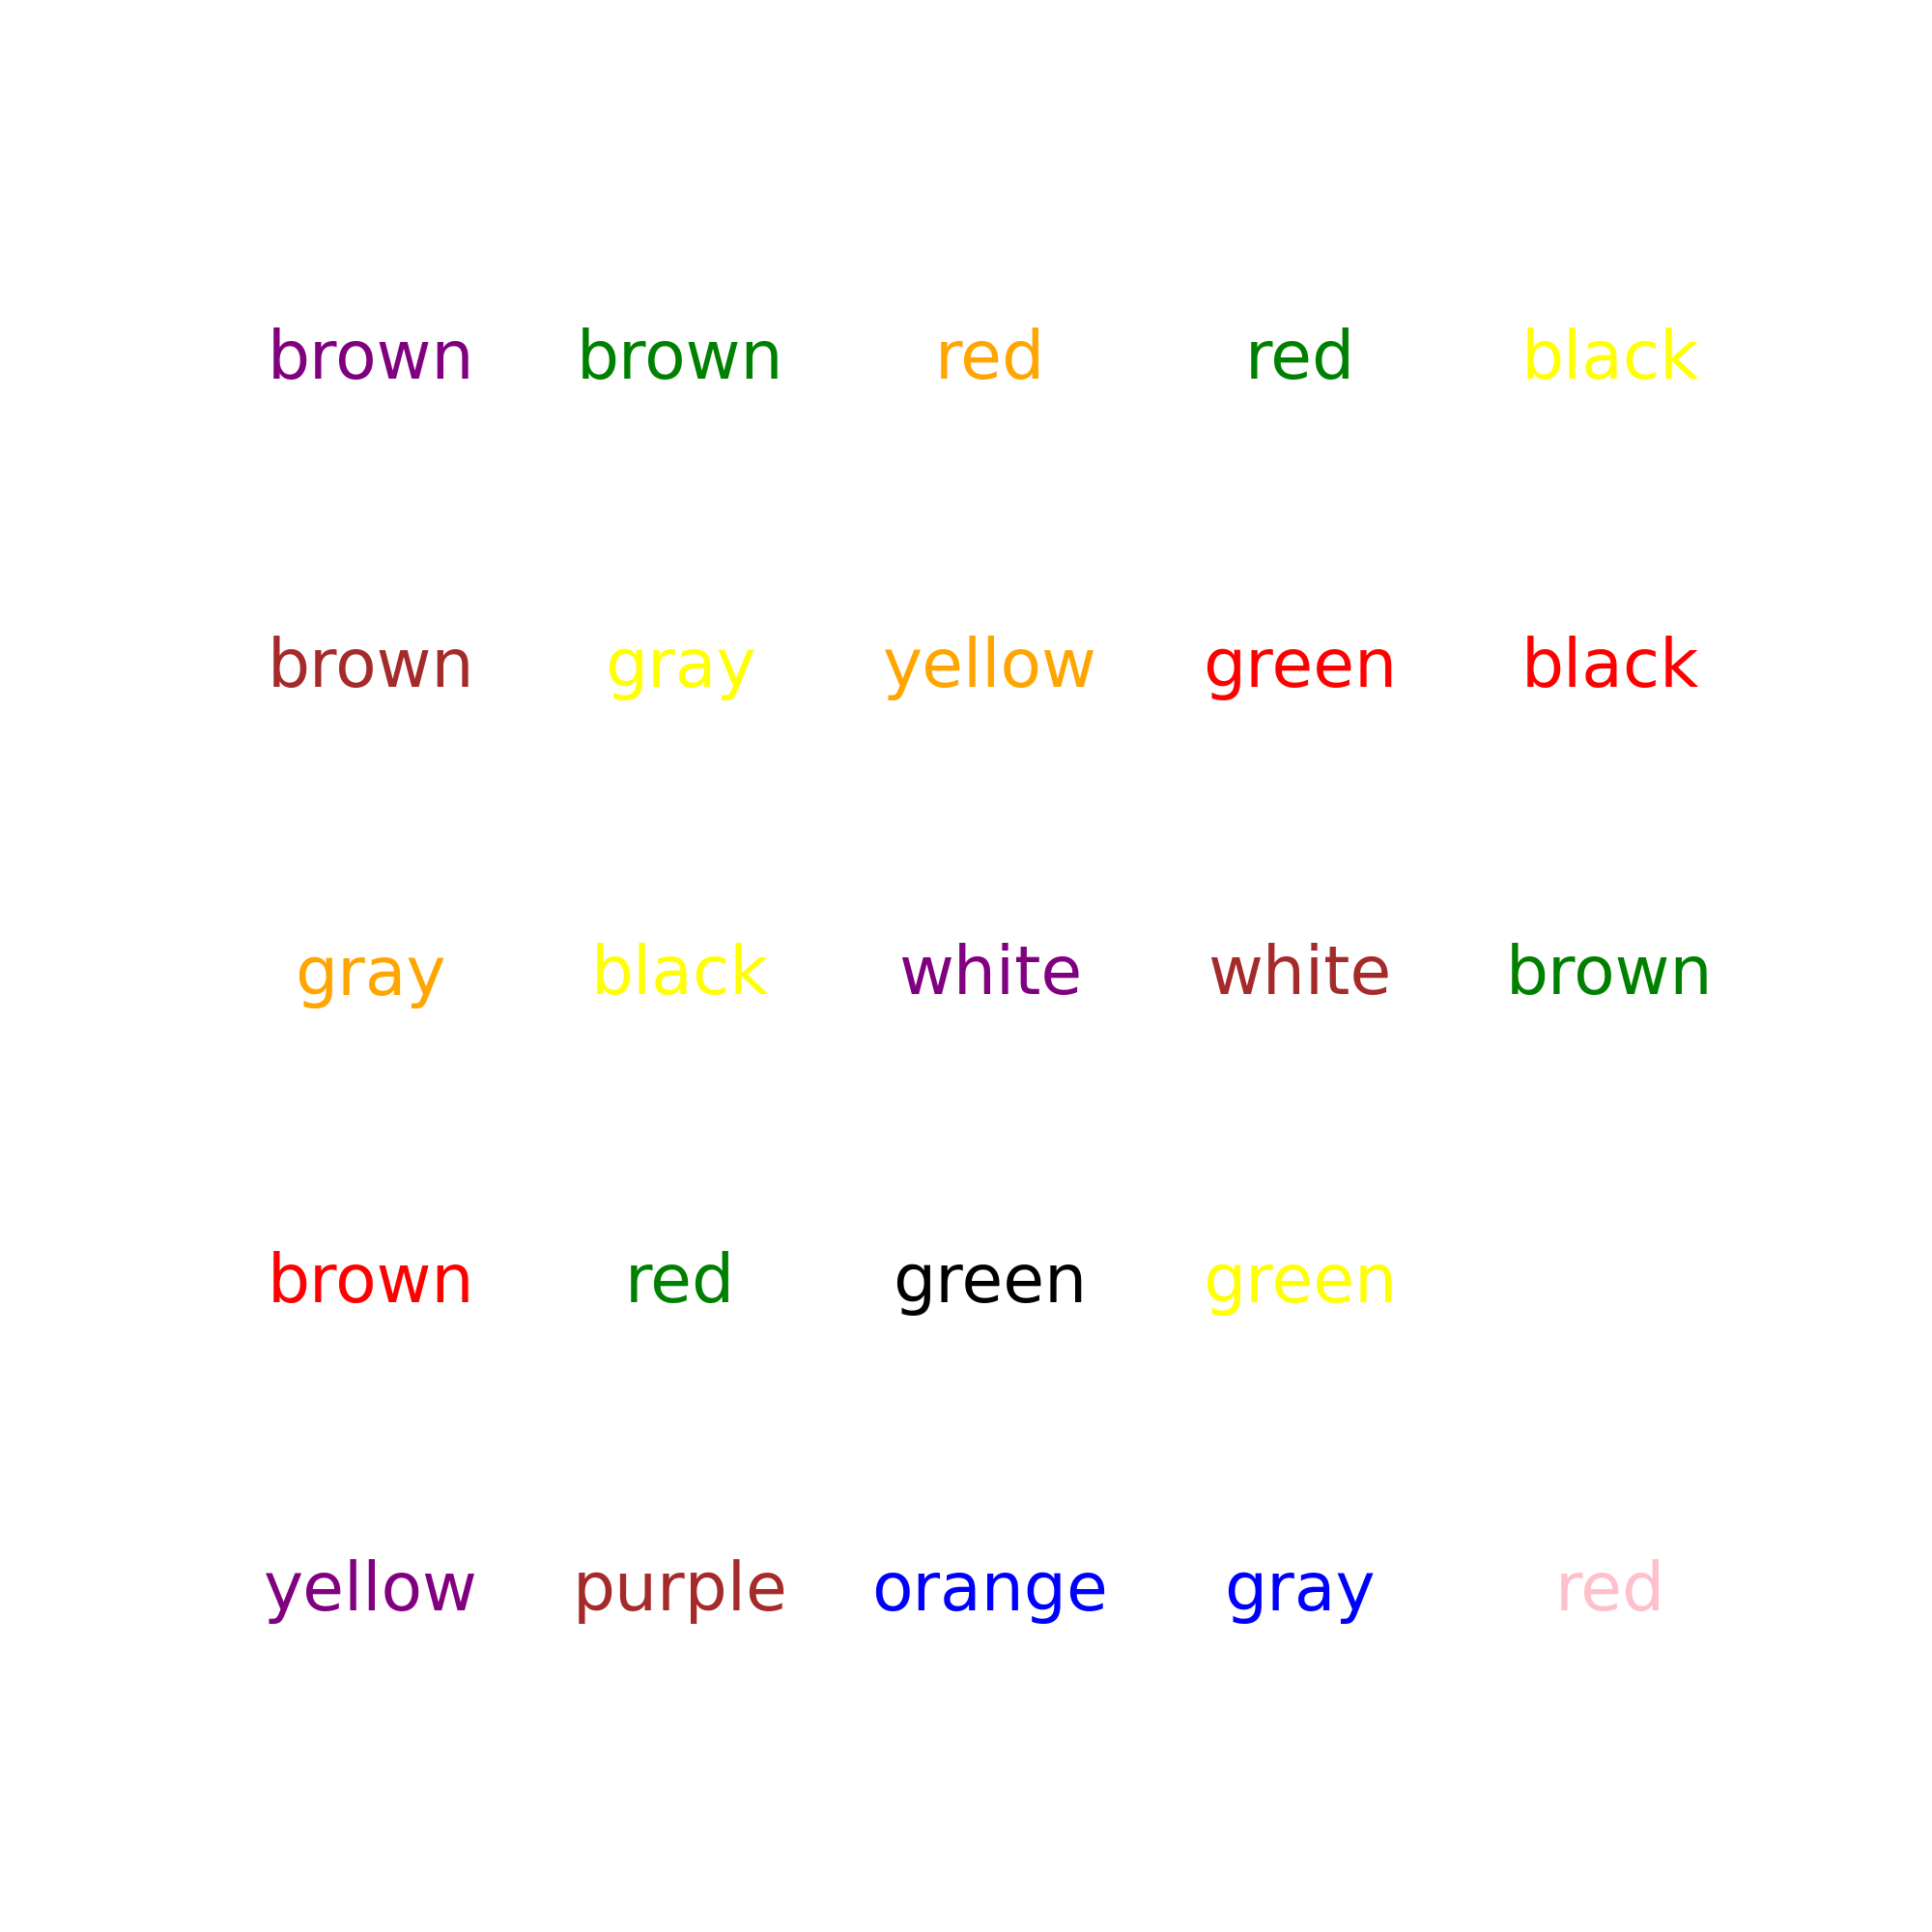 brown brown red red black
brown gray yellow green black
gray black white white brown
brown red green green
yellow purple orange gray red